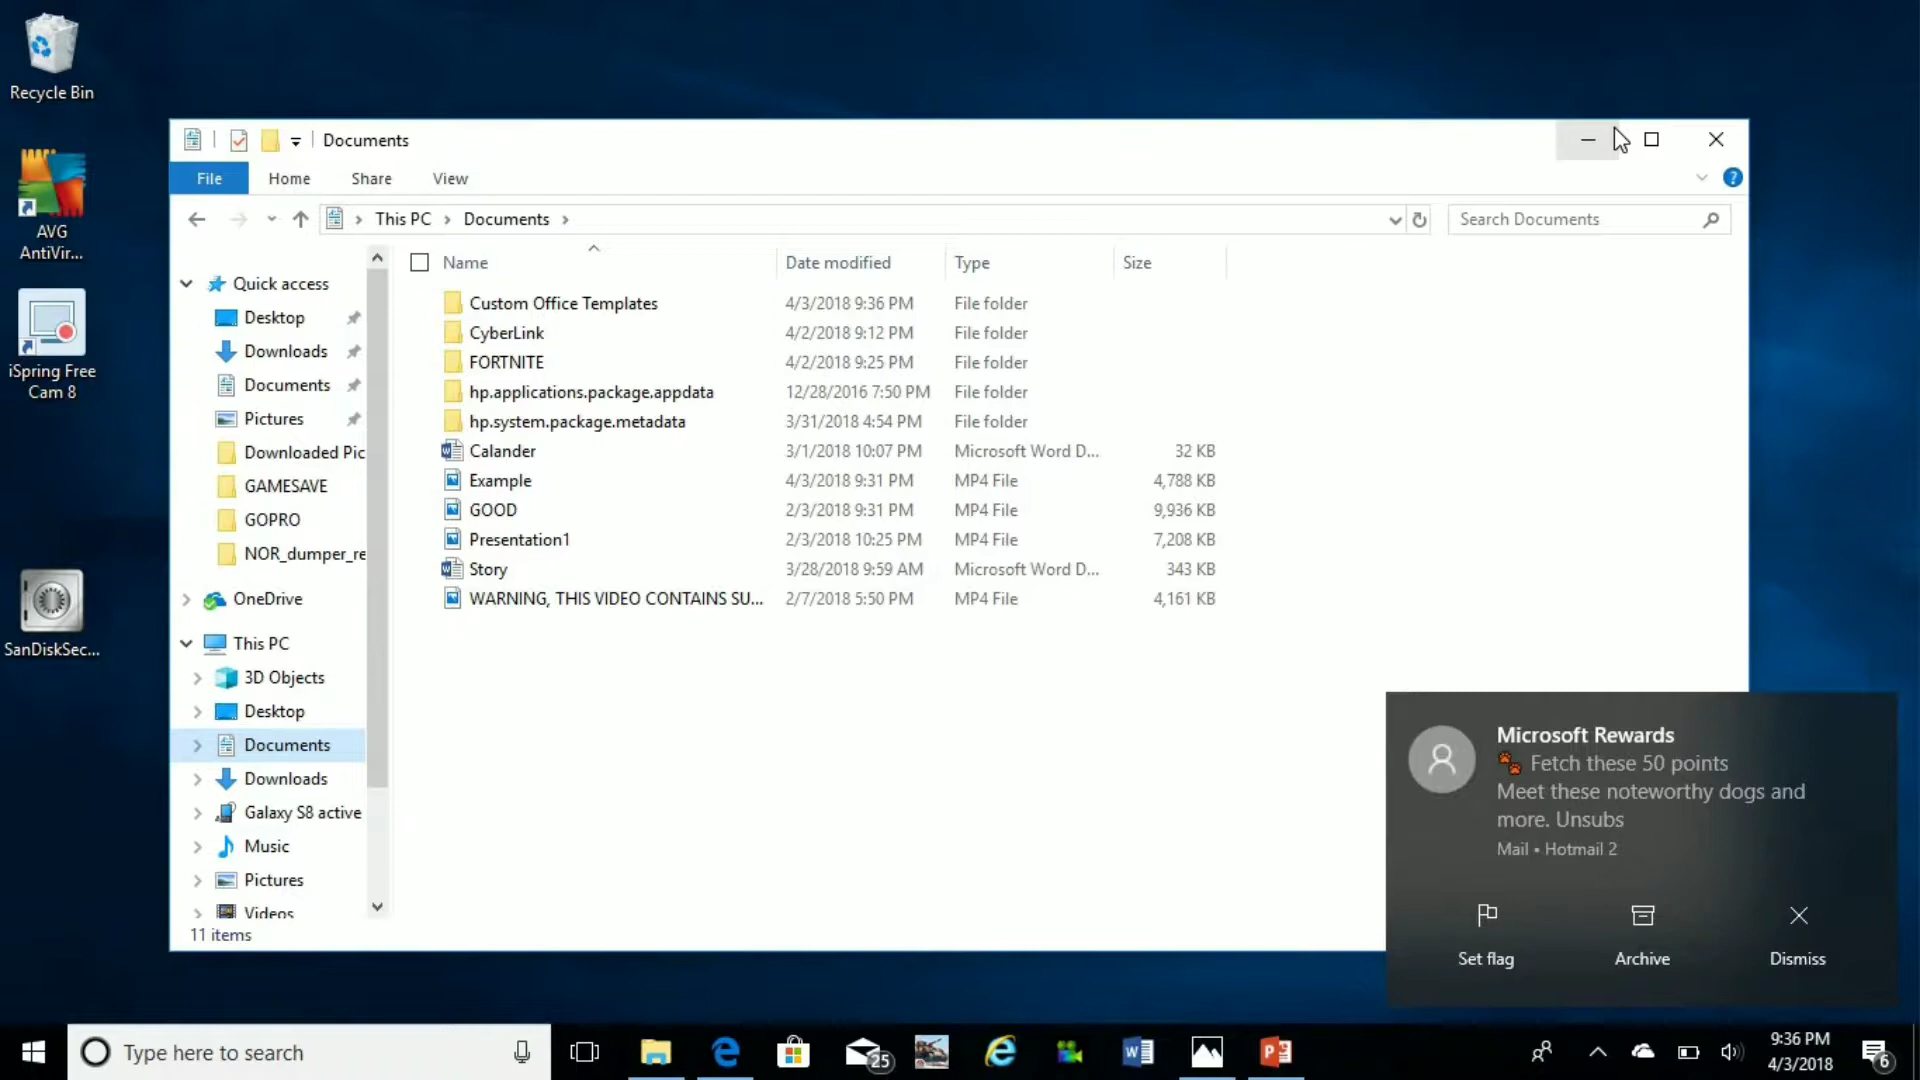 Recycle Bin
AVG
AntiVir...
iSpring Free
Cam 8
SanDiskSec...
Documents
File
Home
Share
View
This PC
Documents
Search Documents
Quick access
Desktop
Downloads
Documents
Pictures
Downloaded Pic
GAMESAVE
GOPRO
NOR_dumper_re
OneDrive
This PC
3D Objects
Desktop
Documents
Downloads
Galaxy S8 active
Music
Pictures
Videos
11 items
Name Date modified Type Size
Custom Office Templates 4/3/2018 9:36 PM File folder
CyberLink 4/2/2018 9:12 PM File folder
FORTNITE 4/2/2018 9:25 PM File folder
hp.applications.package.appdata 12/28/2016 7:50 PM File folder
hp.system.package.metadata 3/31/2018 4:54 PM File folder
Calander 3/1/2018 10:07 PM Microsoft Word D... 32 KB
Example 4/3/2018 9:31 PM MP4 File 4,788 KB
GOOD 2/3/2018 9:31 PM MP4 File 9,936 KB
Presentation1 2/3/2018 10:25 PM MP4 File 7,208 KB
Story 3/28/2018 9:59 AM Microsoft Word D... 343 KB
WARNING, THIS VIDEO CONTAINS SU... 2/7/2018 5:50 PM MP4 File 4,161 KB
Microsoft Rewards
Fetch these 50 points
Meet these noteworthy dogs and
more. Unsubs
Mail • Hotmail 2
Set flag
Archive
Dismiss
Type here to search
25
9:36 PM
4/3/2018
6